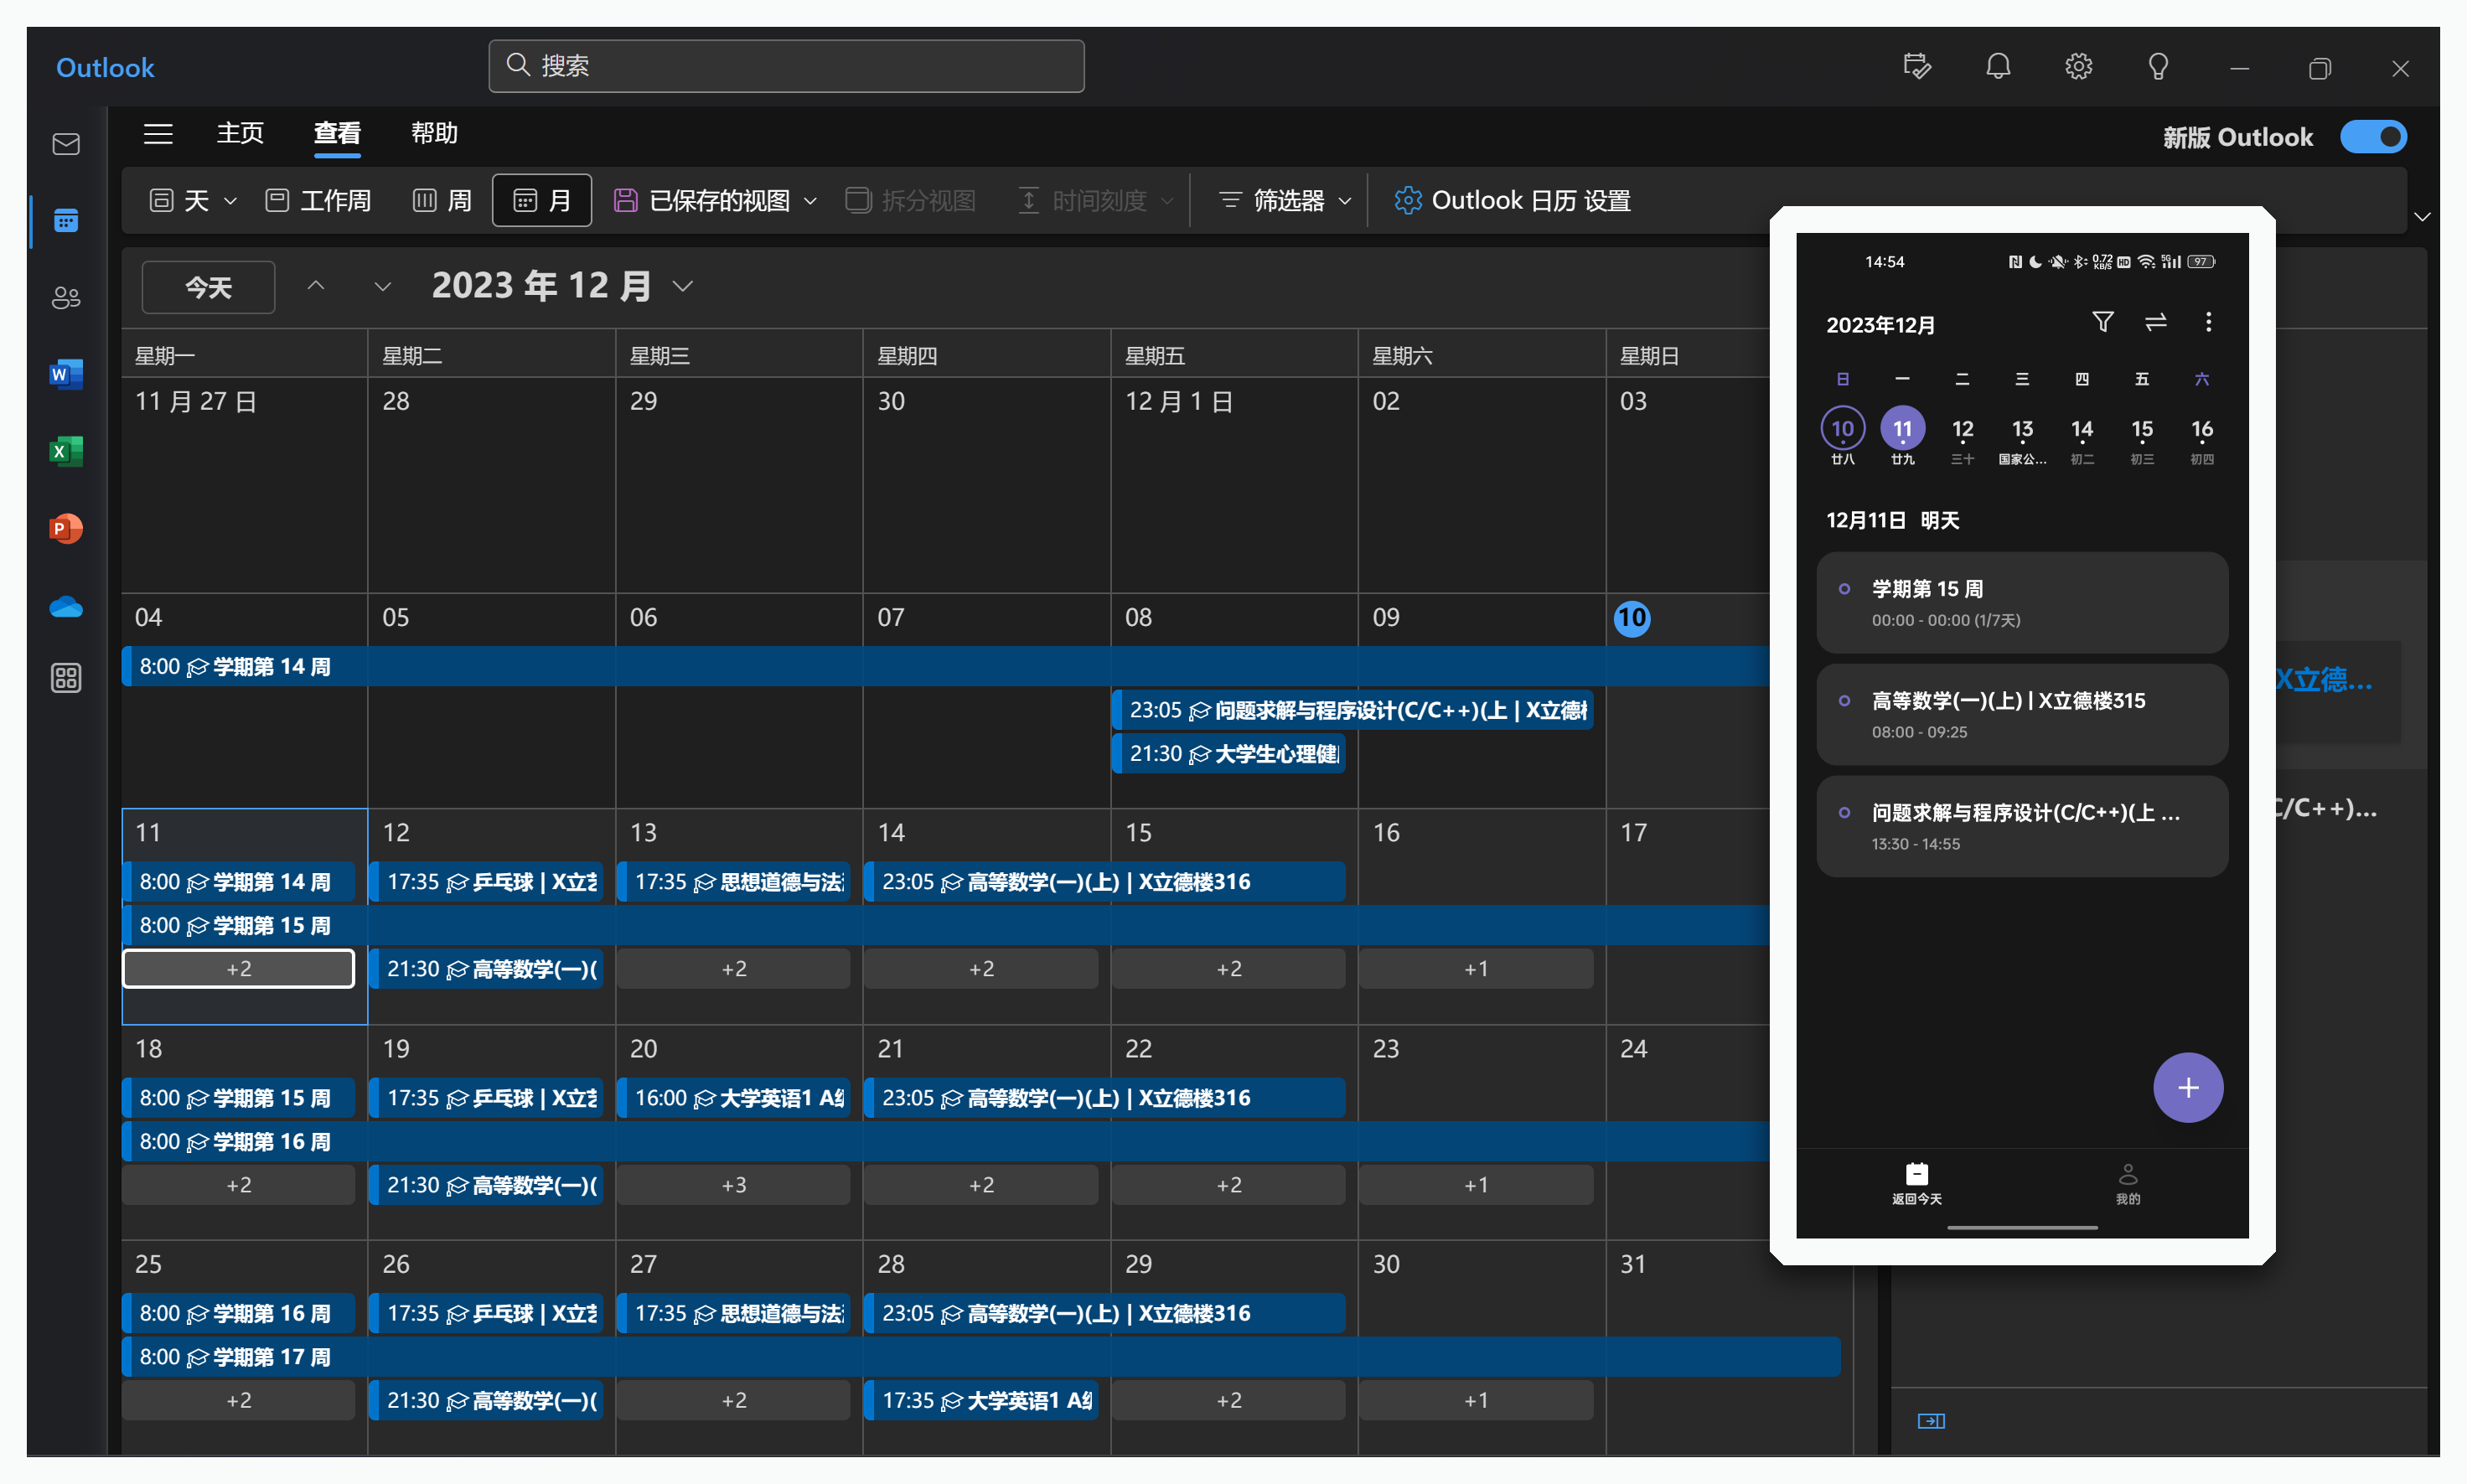 Outlook
搜索
主页 查看 帮助
新版 Outlook
天 工作周 周 月 已保存的视图 拆分视图 时间刻度 筛选器 Outlook 日历 设置
今天 2023 年 12 月
星期一 星期二 星期三 星期四 星期五 星期六 星期日
11 月 27 日 28 29 30 12 月 1 日 02 03
04 05 06 07 08 09 10
8:00 学期第 14 周
23:05 问题求解与程序设计(C/C++)(上 | X立德
21:30 大学生心理健
11 12 13 14 15 16 17
8:00 学期第 14 周 17:35 乒乓球 | X立 17:35 思想道德与法 23:05 高等数学(一)(上) | X立德楼316
8:00 学期第 15 周
+2 21:30 高等数学(一)( +2 +2 +2 +1
18 19 20 21 22 23 24
8:00 学期第 15 周 17:35 乒乓球 | X立 16:00 大学英语1 A 23:05 高等数学(一)(上) | X立德楼316
8:00 学期第 16 周
+2 21:30 高等数学(一)( +3 +2 +2 +1
25 26 27 28 29 30 31
8:00 学期第 16 周 17:35 乒乓球 | X立 17:35 思想道德与法 23:05 高等数学(一)(上) | X立德楼316
8:00 学期第 17 周
+2 21:30 高等数学(一)( +2 17:35 大学英语1 A +2 +1
X立德...
C/C++)...
14:54 0.72 KB/S HD 5G 97
2023年12月
日 一 二 三 四 五 六
10 11 12 13 14 15 16
廿八 廿九 三十 国家公... 初二 初三 初四
12月11日 明天
学期第 15 周
00:00 - 00:00 (1/7天)
高等数学(一)(上) | X立德楼315
08:00 - 09:25
问题求解与程序设计(C/C++)(上 ...
13:30 - 14:55
返回今天 我的